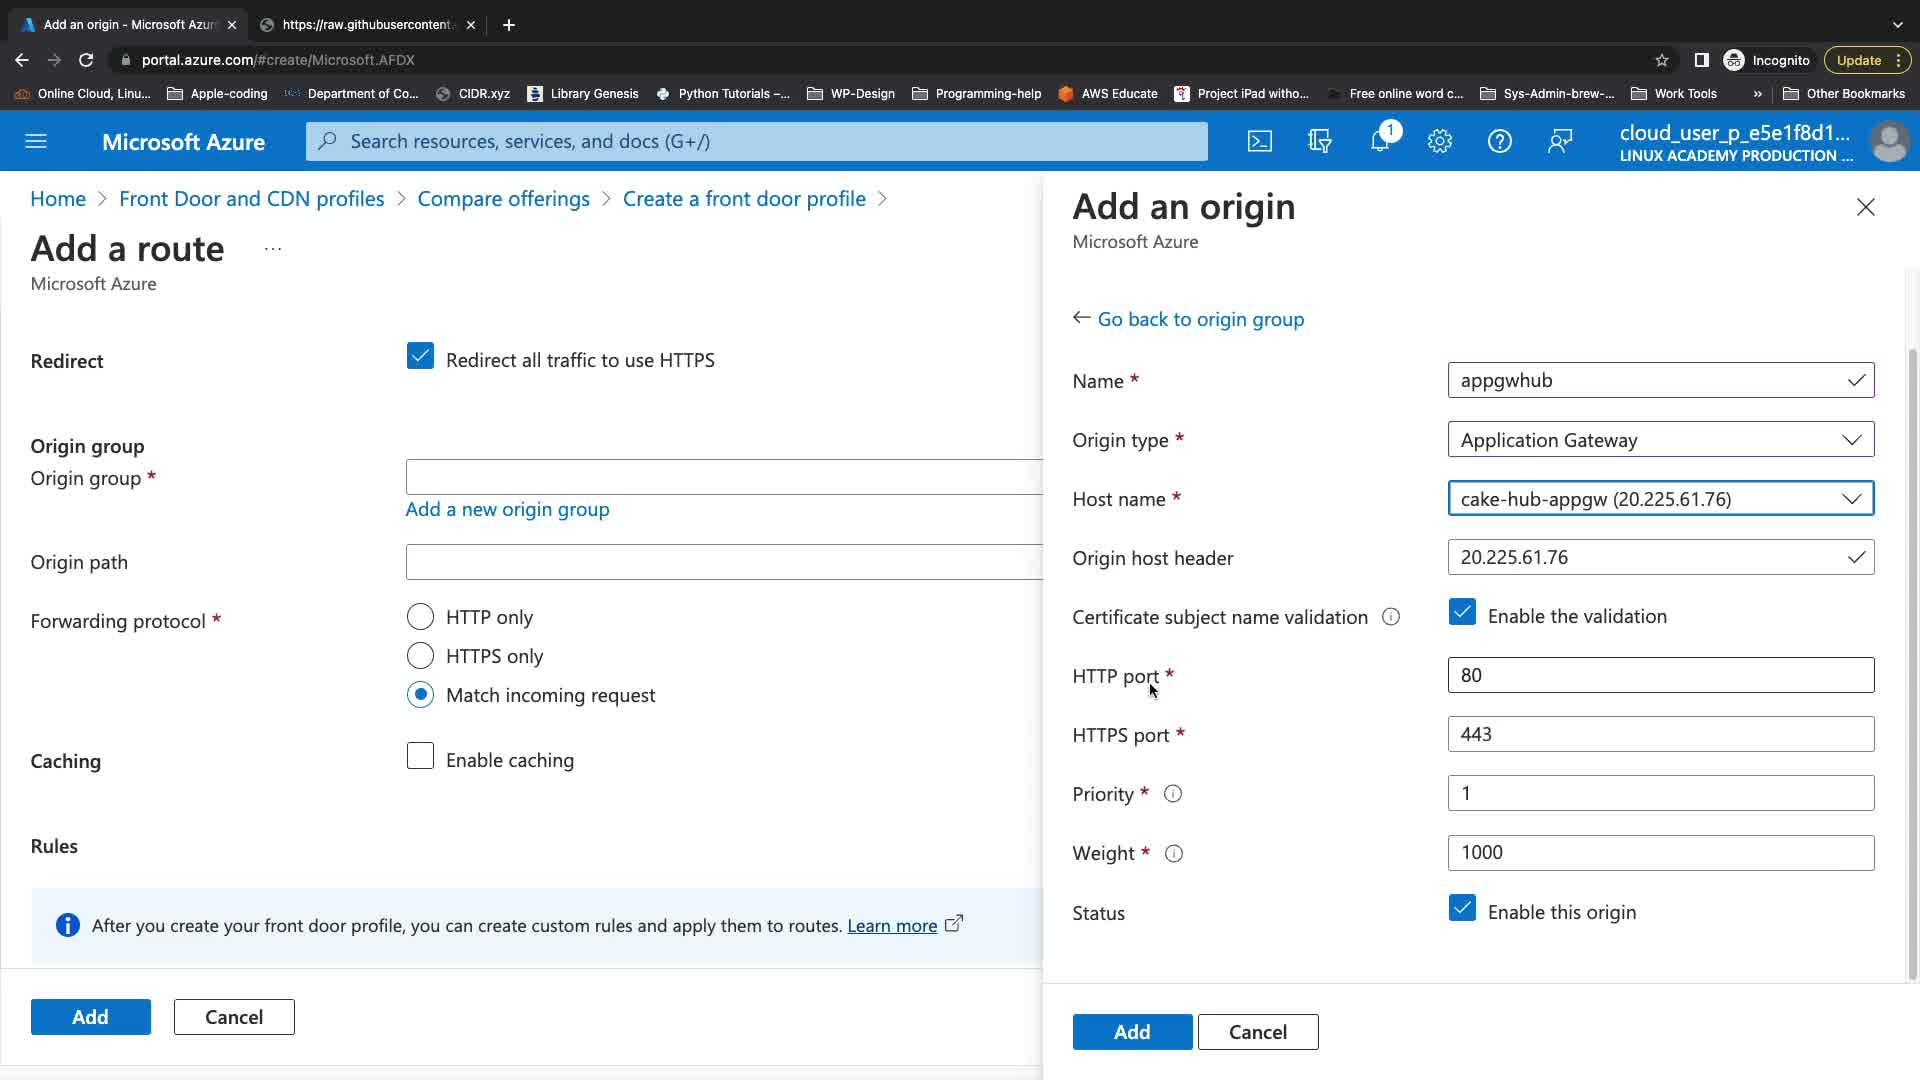 Add an origin - Microsoft Azur
https://raw.githubusercontent.
portal.azure.com/#create/Microsoft.AFDX
Incognito
Update
Online Cloud, Linu...
Apple-coding
Department of Co...
CIDR.xyz
Library Genesis
Python Tutorials –...
WP-Design
Programming-help
AWS Educate
Project iPad witho...
Free online word c...
Sys-Admin-brew-...
Work Tools
»
Other Bookmarks
Microsoft Azure
Search resources, services, and docs (G+/)
1
cloud_user_p_e5e1f8d1...
LINUX ACADEMY PRODUCTION ...
Home > Front Door and CDN profiles > Compare offerings > Create a front door profile >
Add a route ...
Microsoft Azure
Redirect
Redirect all traffic to use HTTPS
Origin group
Origin group *
Add a new origin group
Origin path
Forwarding protocol *
HTTP only
HTTPS only
Match incoming request
Caching
Enable caching
Rules
After you create your front door profile, you can create custom rules and apply them to routes. Learn more
Add
Cancel
Add an origin
Microsoft Azure
Go back to origin group
Name *
appgwhub
Origin type *
Application Gateway
Host name *
cake-hub-appgw (20.225.61.76)
Origin host header
20.225.61.76
Certificate subject name validation
Enable the validation
HTTP port *
80
HTTPS port *
443
Priority *
1
Weight *
1000
Status
Enable this origin
Add
Cancel